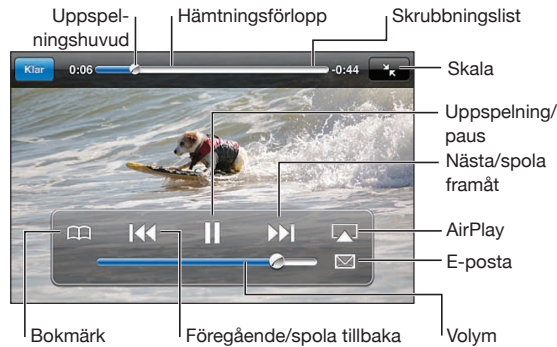 Uppspel-
ningshuvud
Hämtningsförlopp
Skrubbningslist
Klar
0:06
-0:44
Skala
Uppspelning/
paus
Nästa/spola
framåt
AirPlay
E-posta
Bokmärk
Föregående/spola tillbaka
Volym